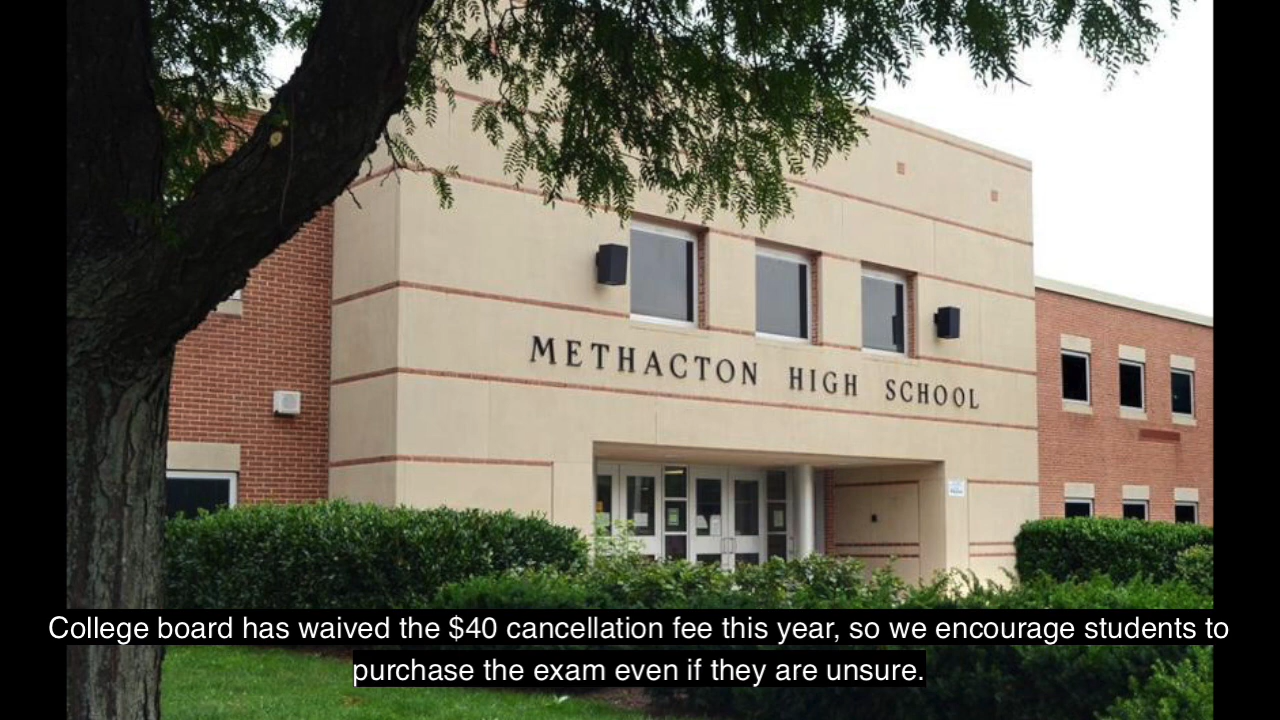 METHACTON HIGH SCHOOL
College board has waived the $40 cancellation fee this year, so we encourage students to
purchase the exam even if they are unsure.